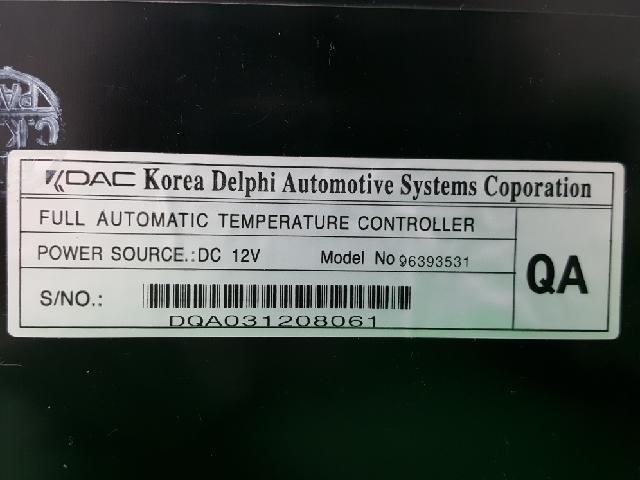 KDAC Korea Delphi Automotive Systems Coporation
FULL AUTOMATIC TEMPERATURE CONTROLLER
POWER SOURCE.:DC 12V Model No 96393531
QA
S/NO.:
DQA031208061